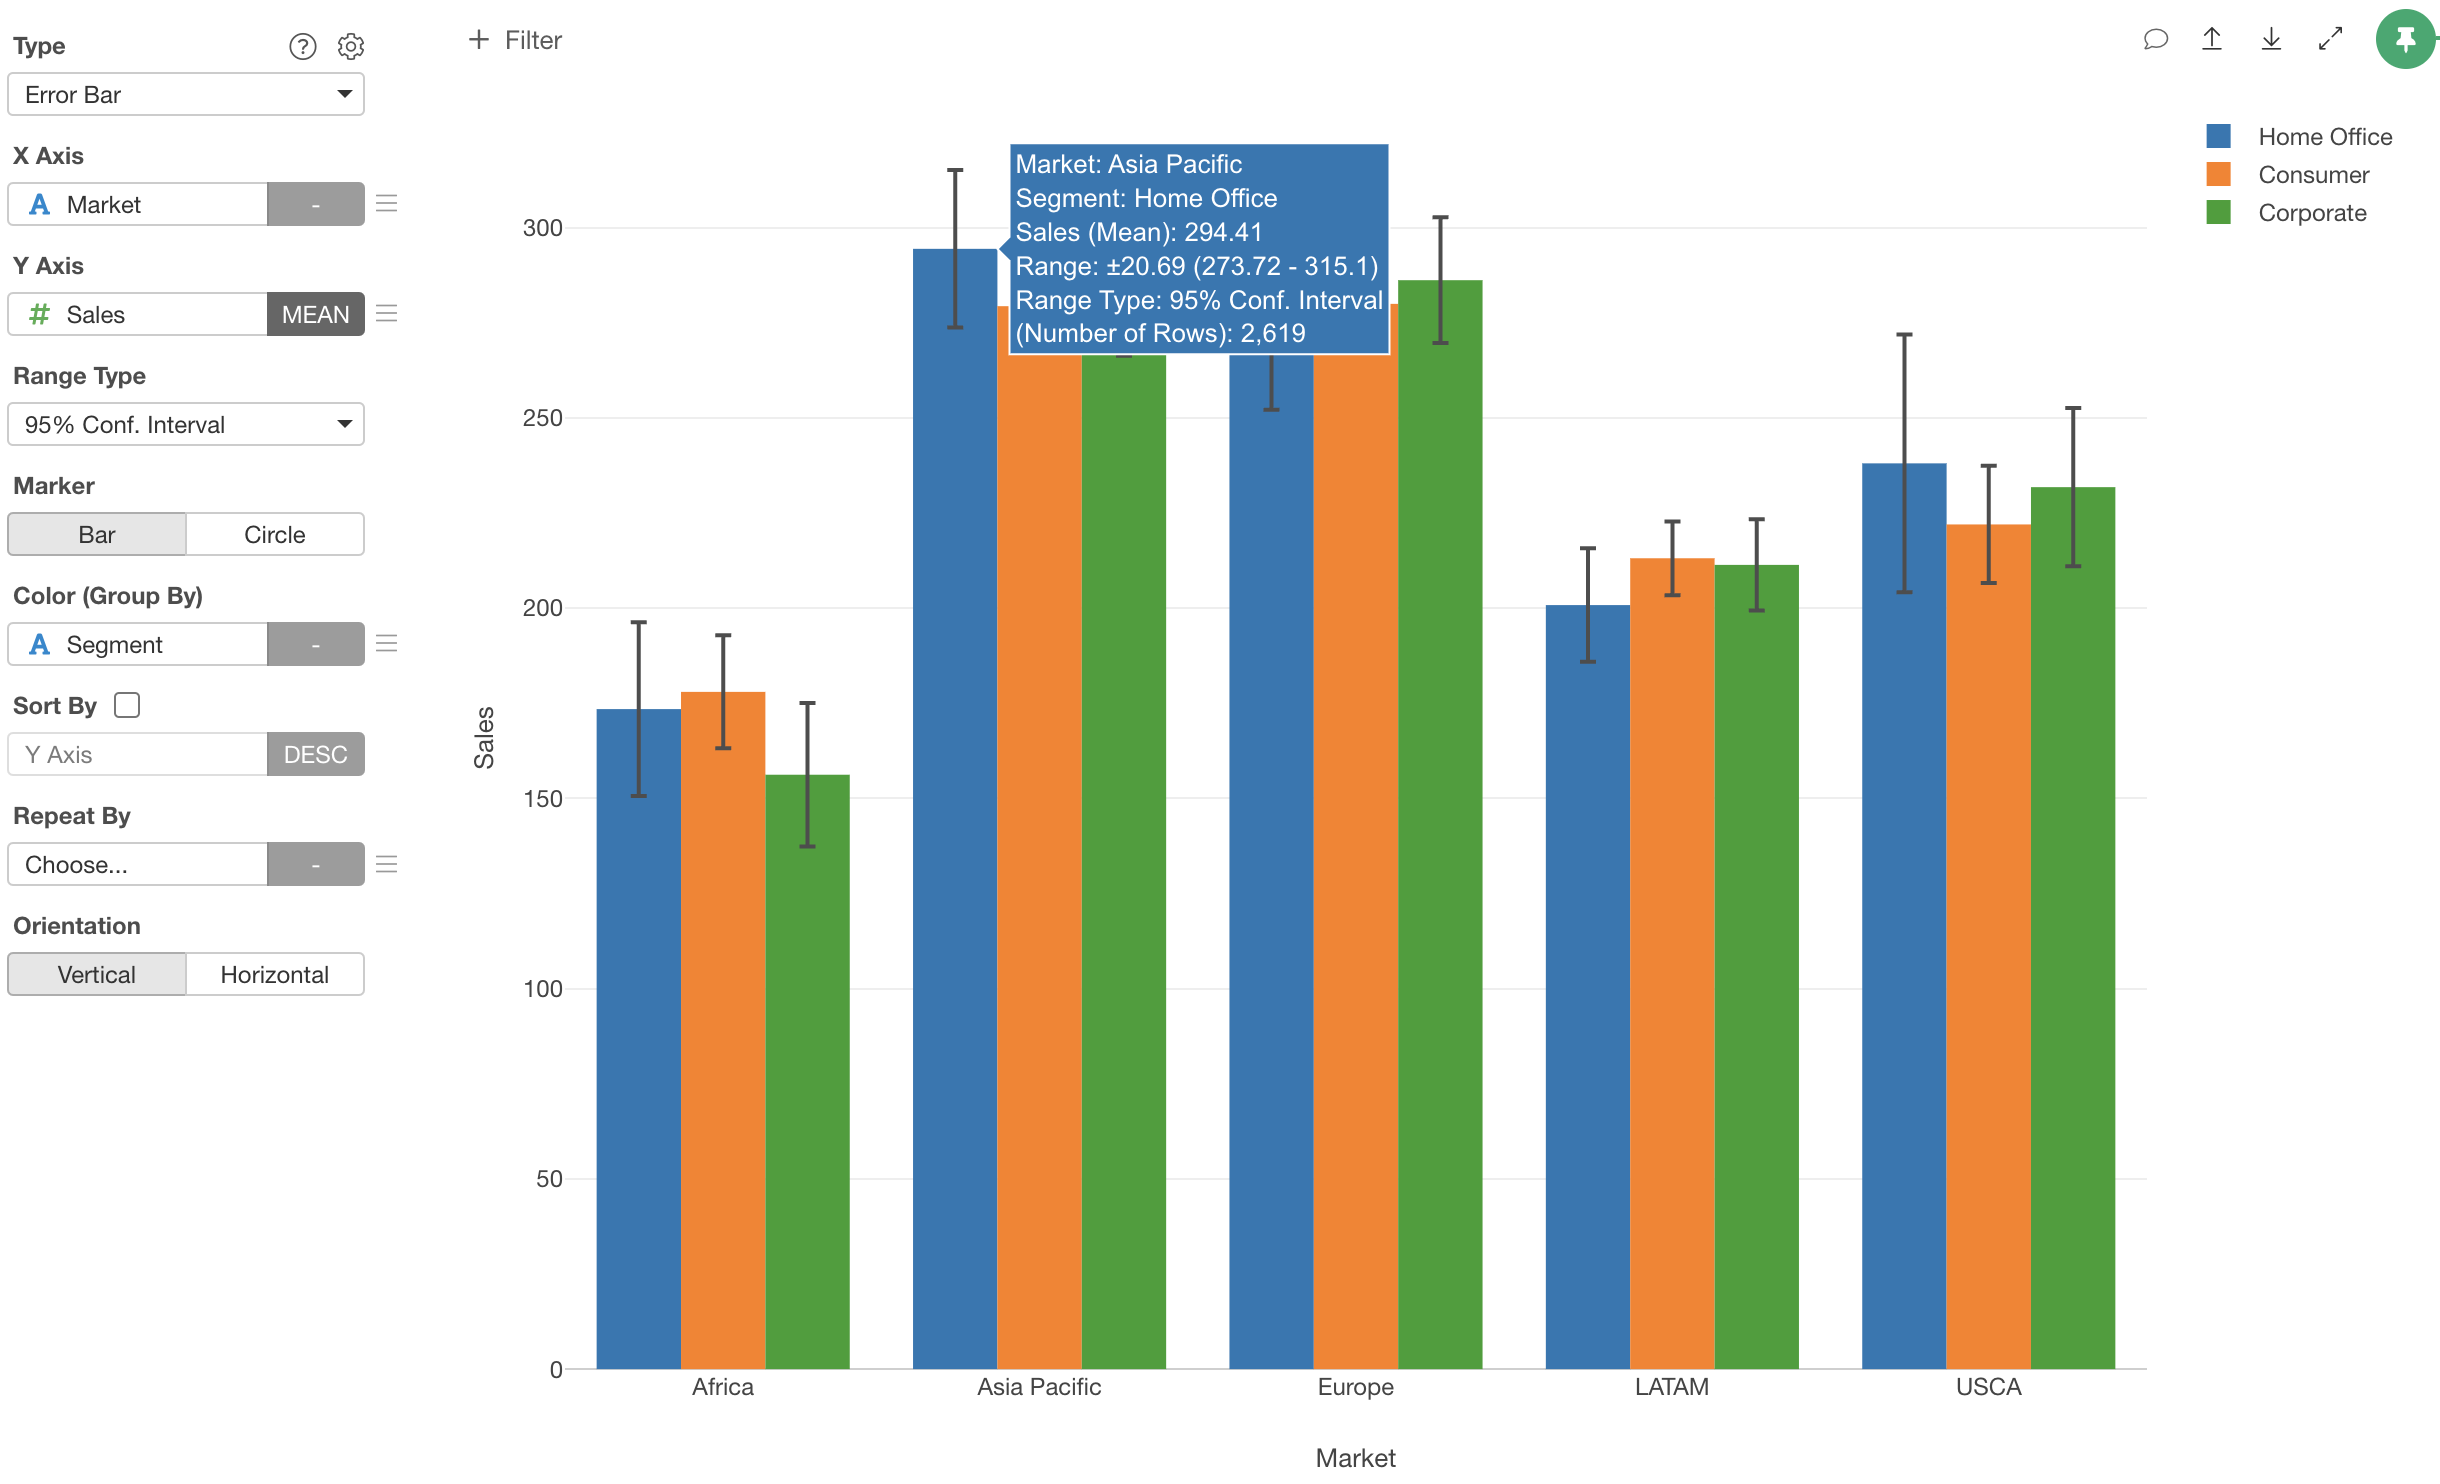 Type
Error Bar
X Axis
Market -
Y Axis
Sales MEAN
Range Type
95% Conf. Interval
Marker
Bar Circle
Color (Group By)
Segment -
Sort By
Y Axis DESC
Repeat By
Choose... -
Orientation
Vertical Horizontal
+ Filter
Home Office
Consumer
Corporate
Market: Asia Pacific
Segment: Home Office
Sales (Mean): 294.41
Range: ±20.69 (273.72 - 315.1)
Range Type: 95% Conf. Interval
(Number of Rows): 2,619
300
250
200
150
100
50
0
Sales
Africa Asia Pacific Europe LATAM USCA
Market